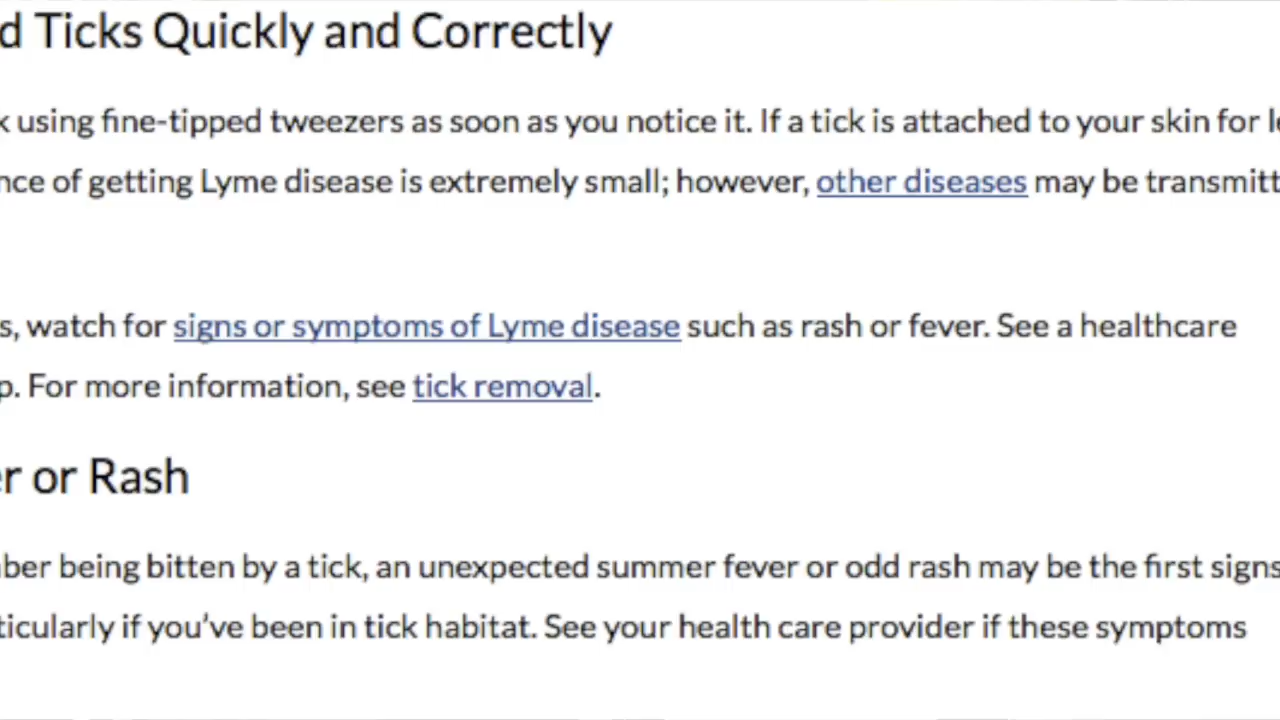 d Ticks Quickly and Correctly
k using fine-tipped tweezers as soon as you notice it. If a tick is attached to your skin for le
nce of getting Lyme disease is extremely small; however, other diseases may be transmitt
s, watch for signs or symptoms of Lyme disease such as rash or fever. See a healthcare
p. For more information, see tick removal.
er or Rash
ber being bitten by a tick, an unexpected summer fever or odd rash may be the first signs
ticularly if you've been in tick habitat. See your health care provider if these symptoms